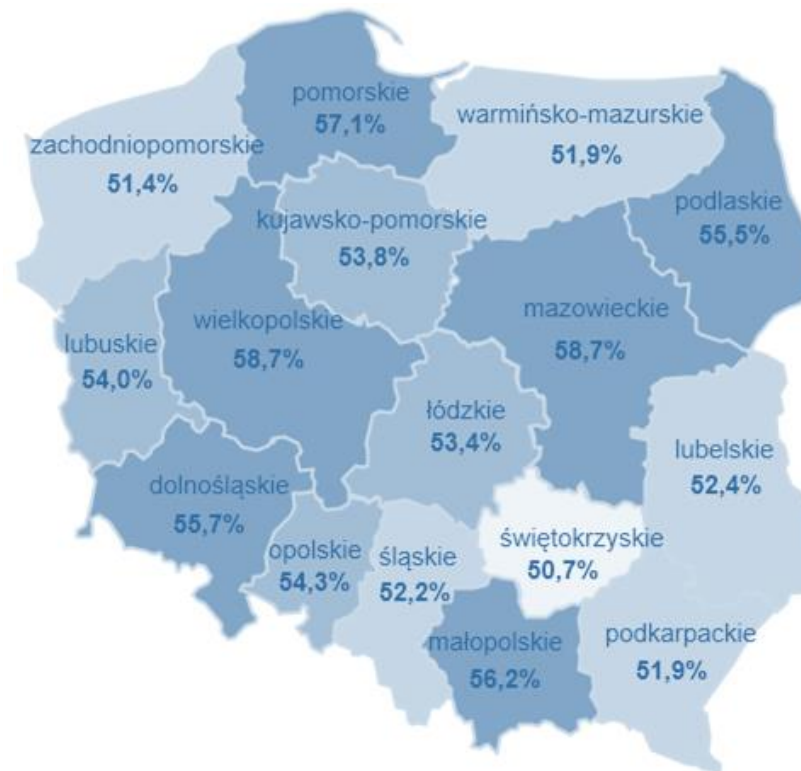 pomorskie
57,1%
warmińsko-mazurskie
51,9%
zachodniopomorskie
51,4%
podlaskie
55,5%
kujawsko-pomorskie
53,8%
mazowieckie
58,7%
wielkopolskie
58,7%
lubuskie
54,0%
łódzkie
53,4%
lubelskie
52,4%
dolnośląskie
55,7%
świętokrzyskie
50,7%
opolskie
54,3%
śląskie
52,2%
małopolskie
56,2%
podkarpackie
51,9%